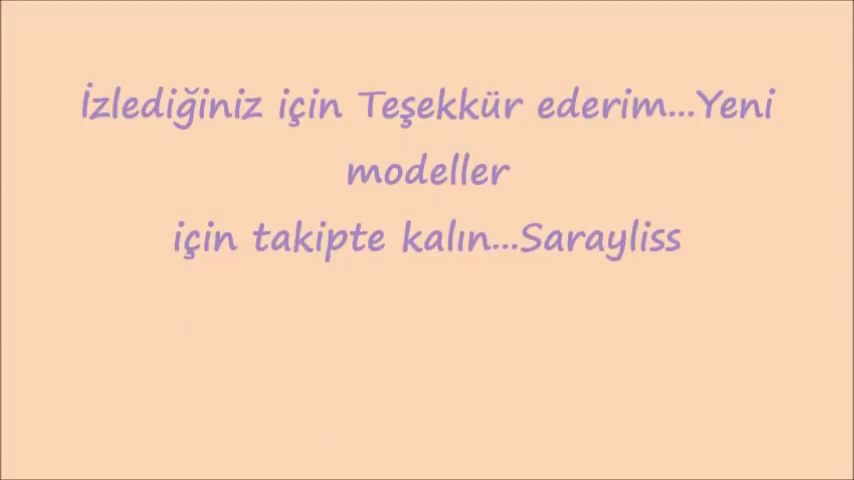 İzlediğiniz için Teşekkür ederim...Yeni
modeller
için takipte kalın...Sarayliss